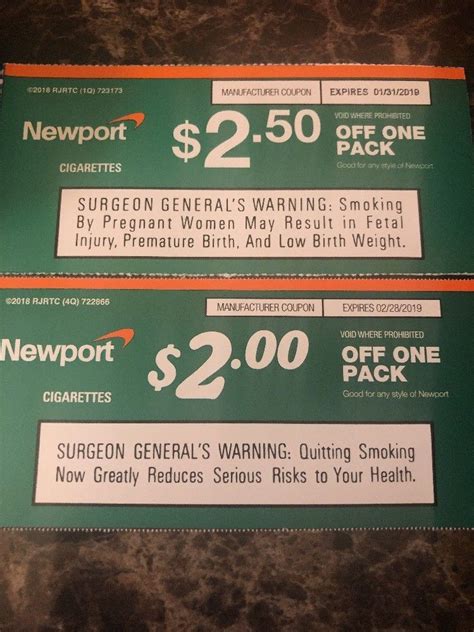 ©2018 RJRTC (1Q) 723173
MANUFACTURER COUPON EXPIRES 01/31/2019
Newport
CIGARETTES
$2.50
VOID WHERE PROHIBITED
OFF ONE
PACK
Good for any style of Newport
SURGEON GENERAL'S WARNING: Smoking
By Pregnant Women May Result in Fetal
Injury, Premature Birth, And Low Birth Weight.
©2018 RJRTC (4Q) 722866
MANUFACTURER COUPON EXPIRES 02/28/2019
Newport
CIGARETTES
$2.00
VOID WHERE PROHIBITED
OFF ONE
PACK
Good for any style of Newport
SURGEON GENERAL'S WARNING: Quitting Smoking
Now Greatly Reduces Serious Risks to Your Health.